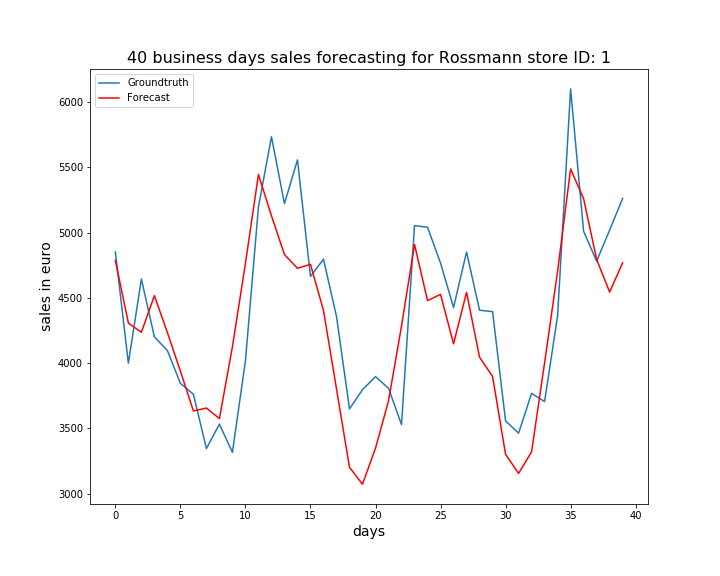 40 business days sales forecasting for Rossmann store ID: 1
Groundtruth
Forecast
6000
5500
5000
4500
4000
3500
3000
sales in euro
0 5 10 15 20 25 30 35 40
days